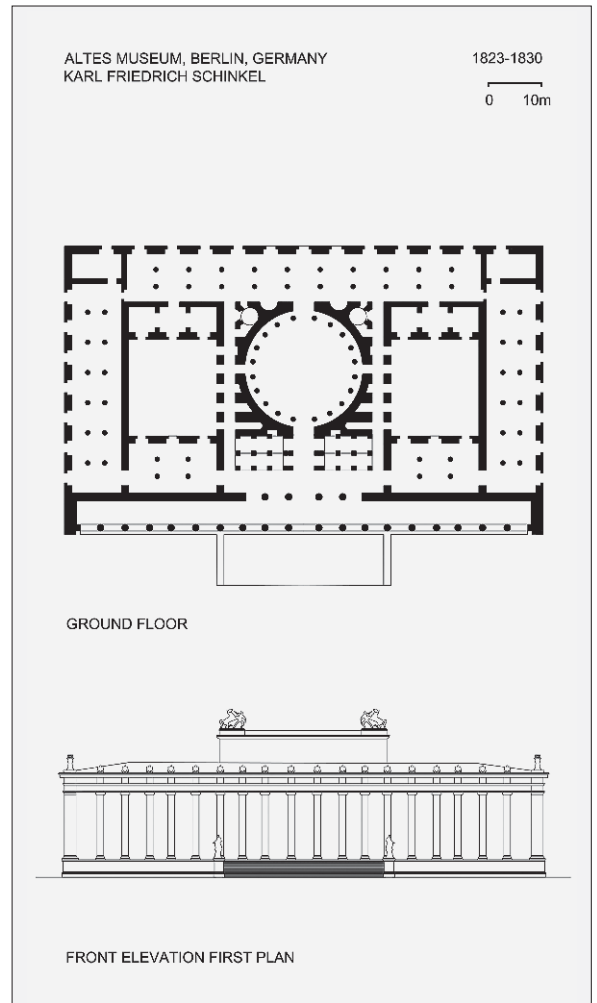 ALTES MUSEUM, BERLIN, GERMANY
KARL FRIEDRICH SCHINKEL
1823-1830
0 10m
GROUND FLOOR
FRONT ELEVATION FIRST PLAN